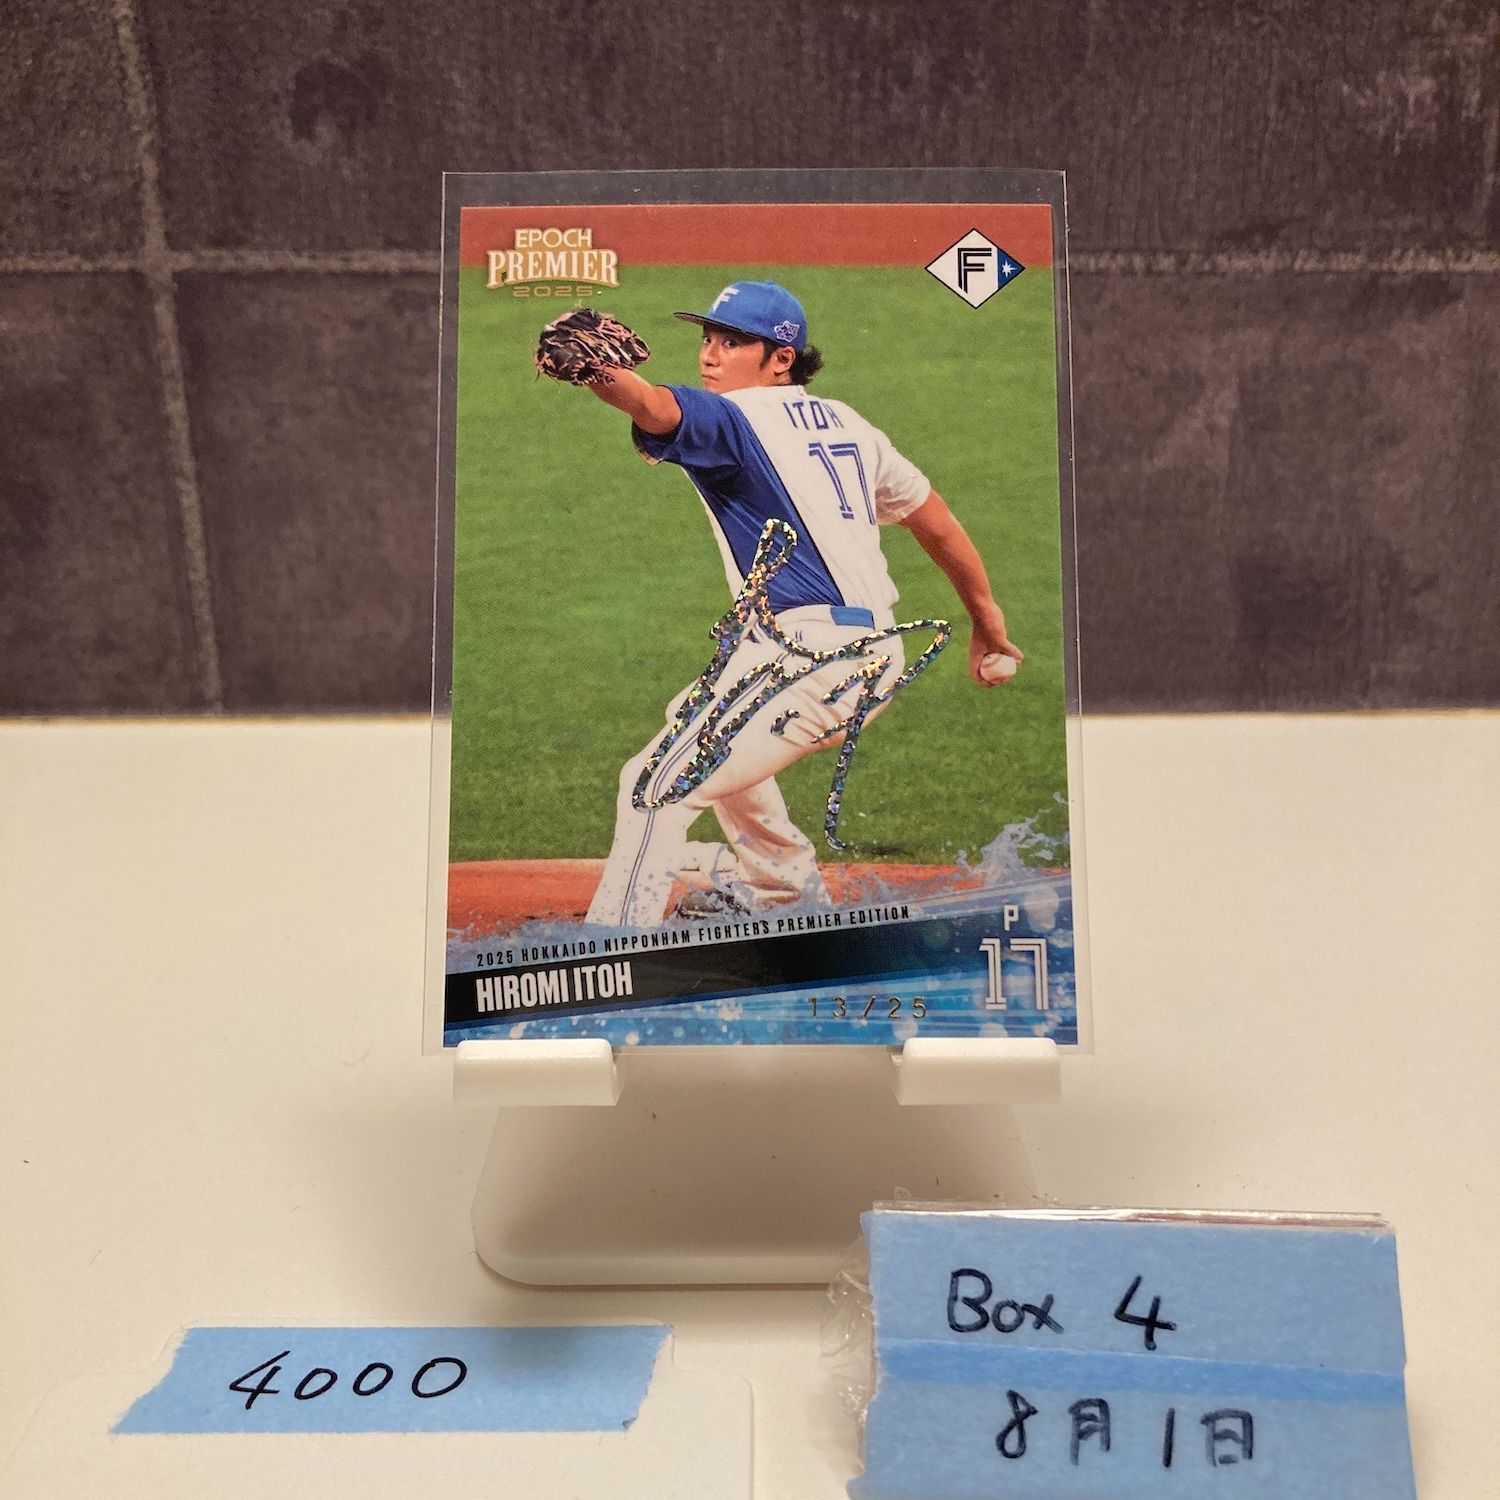 EPOCH
PREMIER
2025
F
F
ITOH
17
2025 HOKKAIDO NIPPONHAM FIGHTERS PREMIER EDITION
HIROMI ITOH
13/25
P
17
4000
Box 4
8月1日